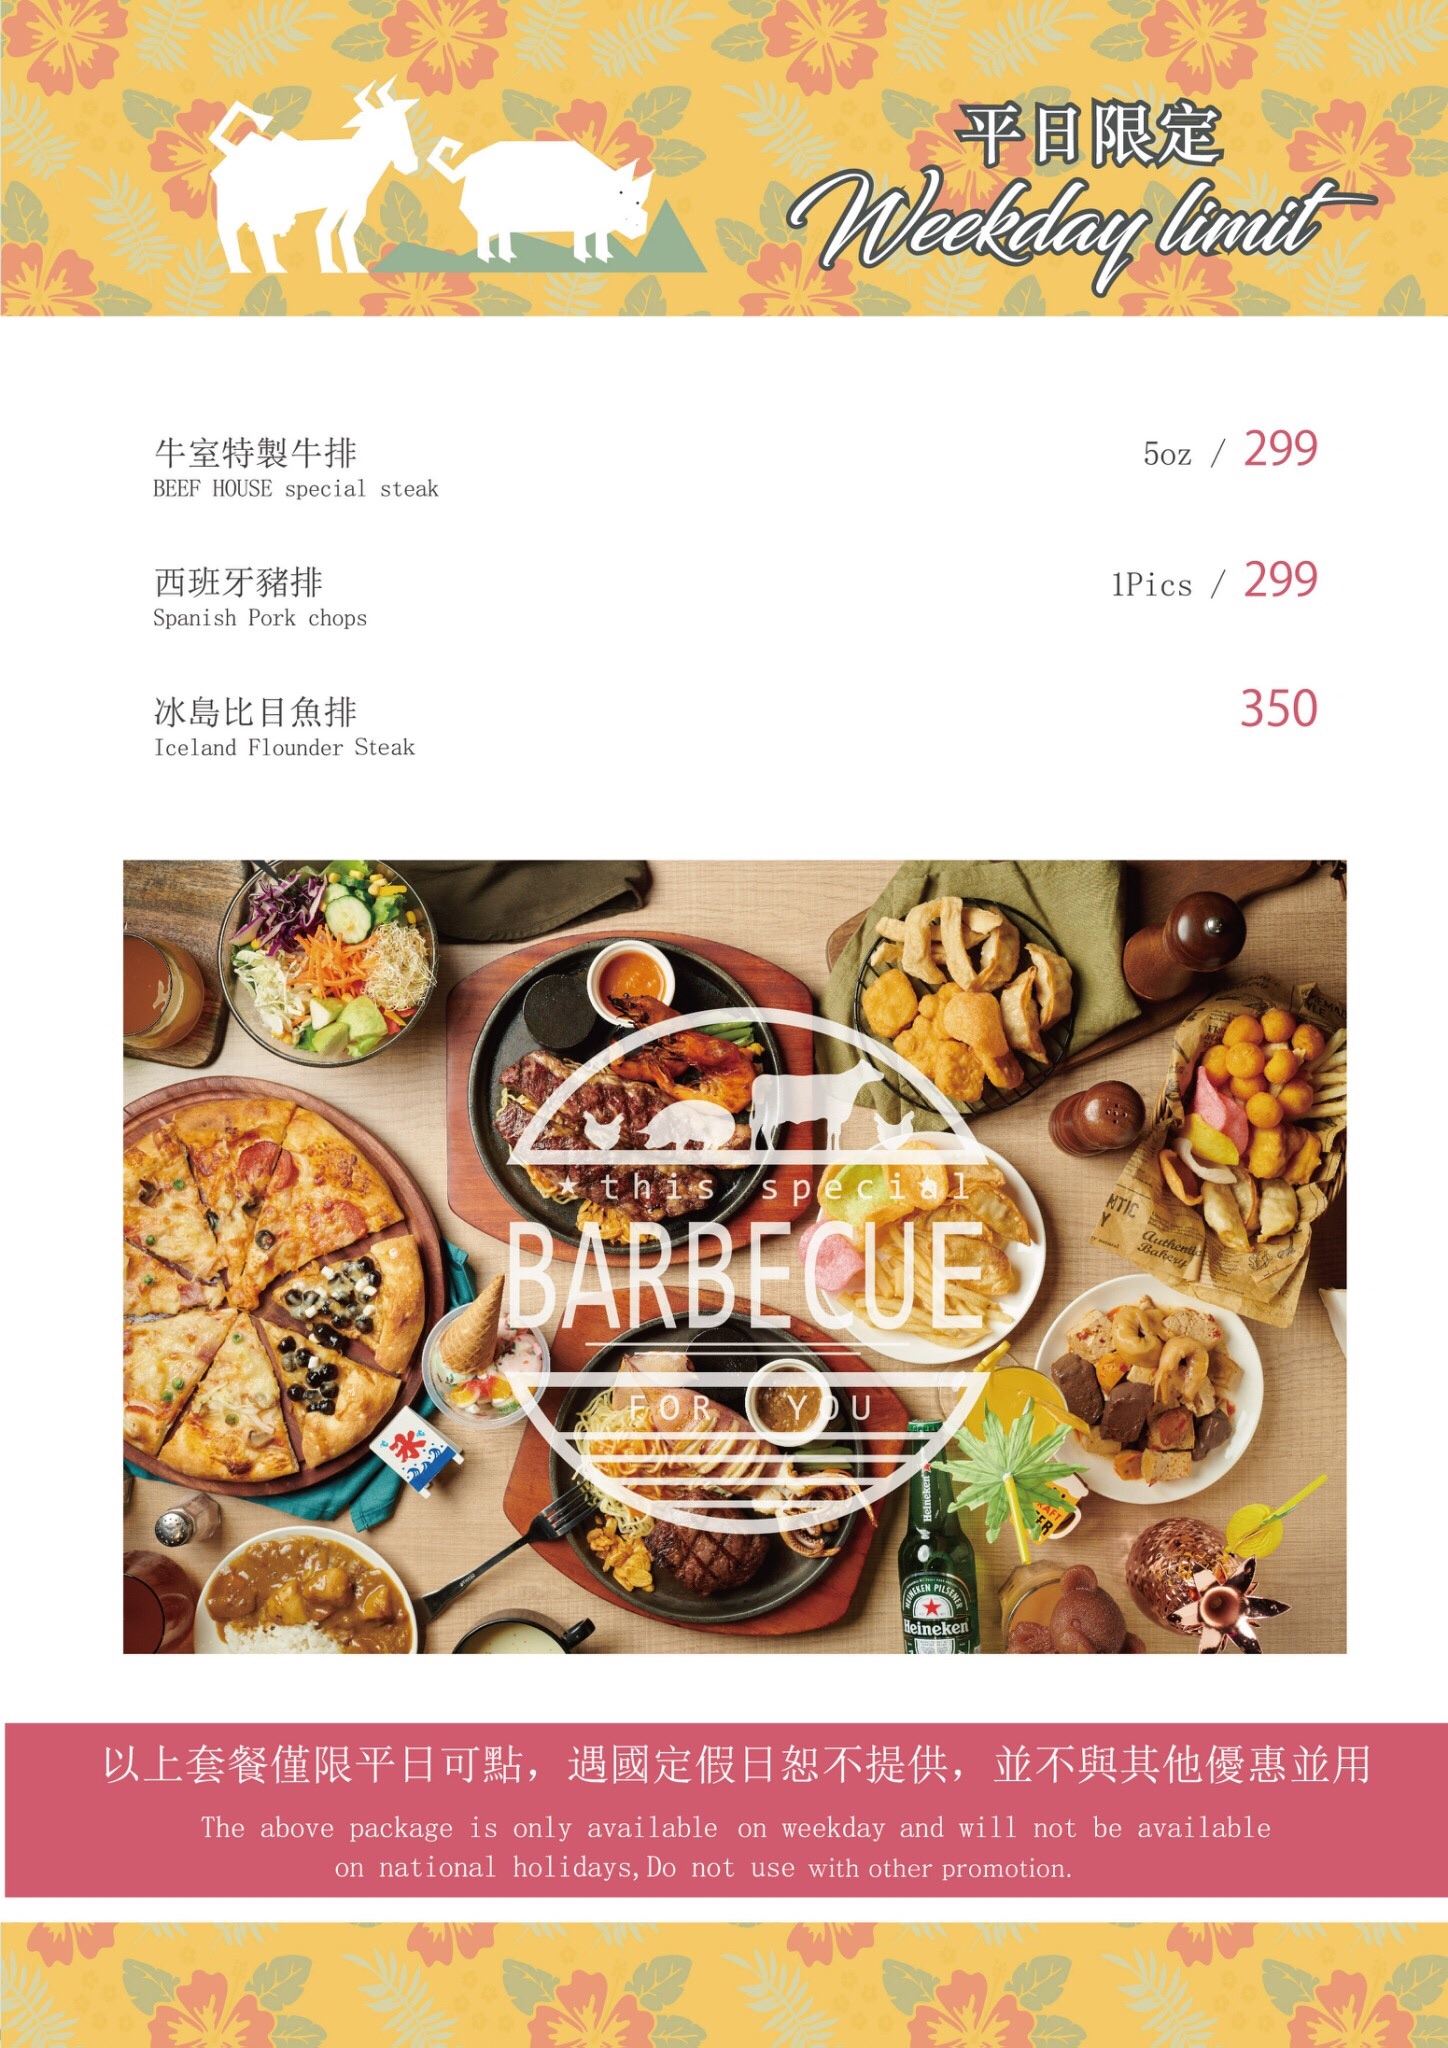 平日限定
Weekday limit
牛室特製牛排
5oz / 299
BEEF HOUSE special steak
西班牙豬排
1Pics / 299
Spanish Pork chops
冰島比目魚排
350
Iceland Flounder Steak
this special
BARBECUE
FOR YOU
Authentic
Bakery
冰
Heineken
HEINEKEN PILSENER
Heineken
以上套餐僅限平日可點，遇國定假日恕不提供，並不與其他優惠並用
The above package is only available on weekday and will not be available
on national holidays,Do not use with other promotion.